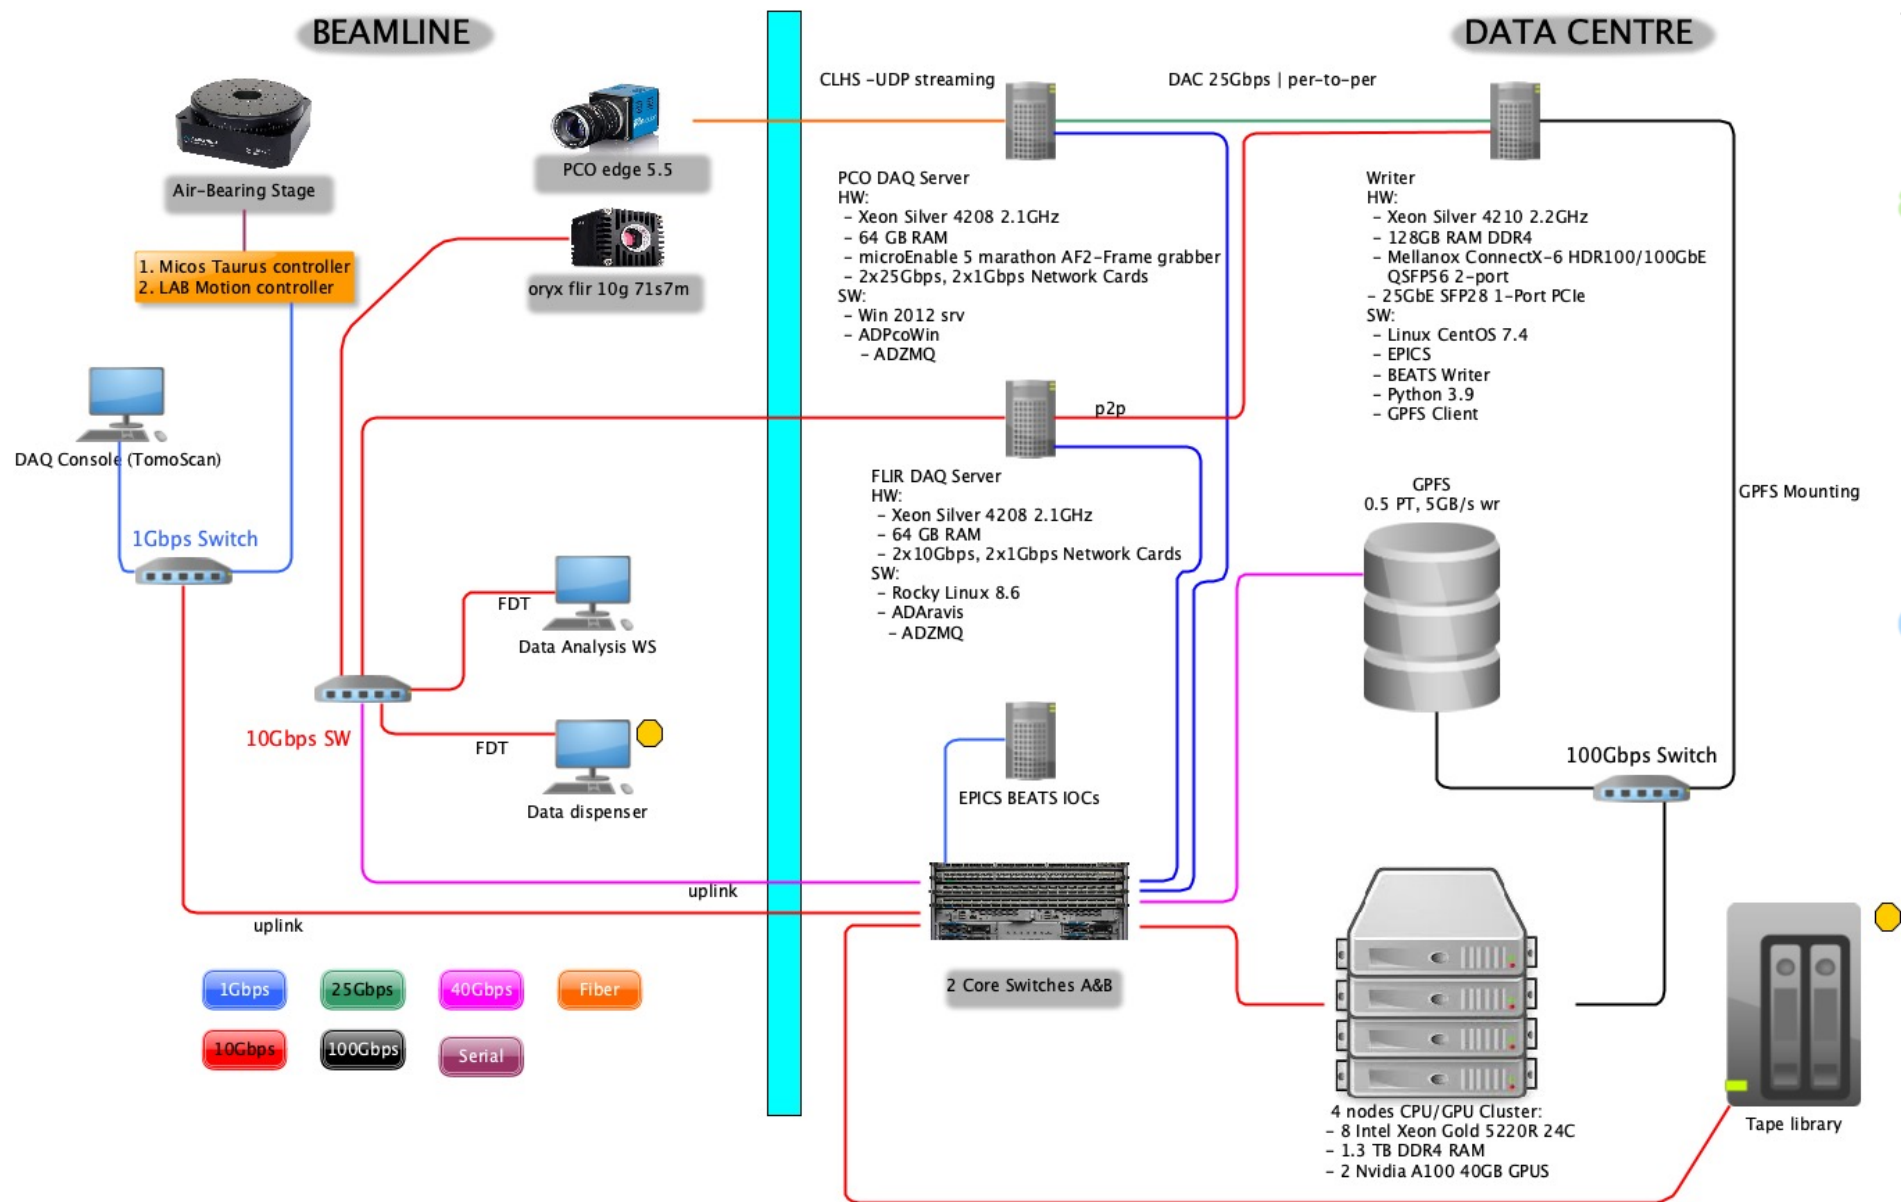 BEAMLINE
DATA CENTRE
CLHS -UDP streaming
DAC 25Gbps | per-to-per
PCO edge 5.5
Air-Bearing Stage
1. Micos Taurus controller
2. LAB Motion controller
oryx flir 10g 71s7m
PCO DAQ Server
HW:
- Xeon Silver 4208 2.1GHz
- 64 GB RAM
- microEnable 5 marathon AF2-Frame grabber
- 2x25Gbps, 2x1Gbps Network Cards
SW:
- Win 2012 srv
- ADPcoWin
- ADZMQ
Writer
HW:
- Xeon Silver 4210 2.2GHz
- 128GB RAM DDR4
- Mellanox ConnectX-6 HDR100/100GbE
QSFP56 2-port
- 25GbE SFP28 1-Port PCIe
SW:
- Linux CentOS 7.4
- EPICS
- BEATS Writer
- Python 3.9
- GPFS Client
p2p
DAQ Console (TomoScan)
1Gbps Switch
FLIR DAQ Server
HW:
- Xeon Silver 4208 2.1GHz
- 64 GB RAM
- 2x10Gbps, 2x1Gbps Network Cards
SW:
- Rocky Linux 8.6
- ADAravis
- ADZMQ
GPFS
0.5 PT, 5GB/s wr
GPFS Mounting
FDT
Data Analysis WS
10Gbps SW
FDT
Data dispenser
EPICS BEATS IOCs
100Gbps Switch
uplink
uplink
2 Core Switches A&B
1Gbps
25Gbps
40Gbps
Fiber
10Gbps
100Gbps
Serial
4 nodes CPU/GPU Cluster:
- 8 Intel Xeon Gold 5220R 24C
- 1.3 TB DDR4 RAM
- 2 Nvidia A100 40GB GPUS
Tape library